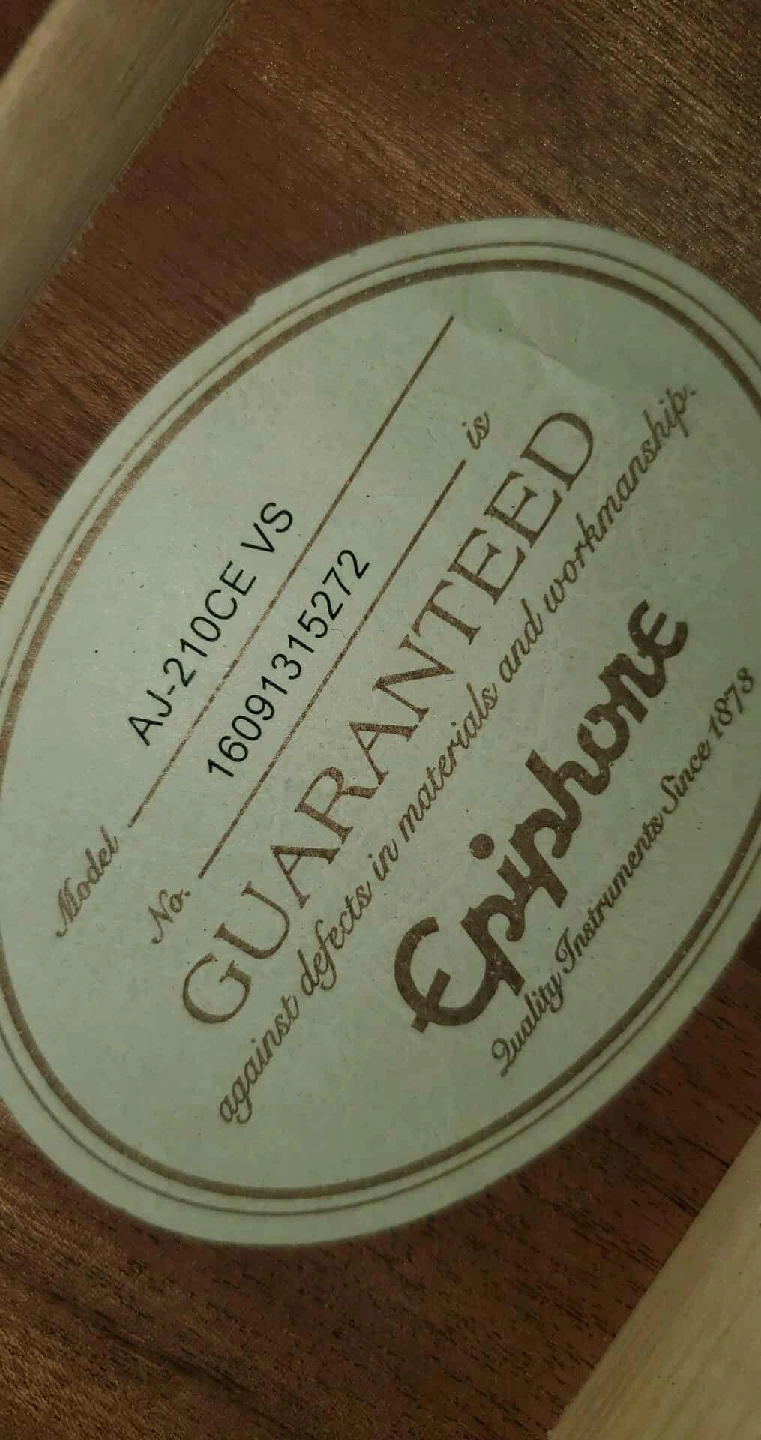 Model AJ-210CE VS
No. 16091315272 is
GUARANTEED
against defects in materials and workmanship.
Epiphone
Quality Instruments Since 1873